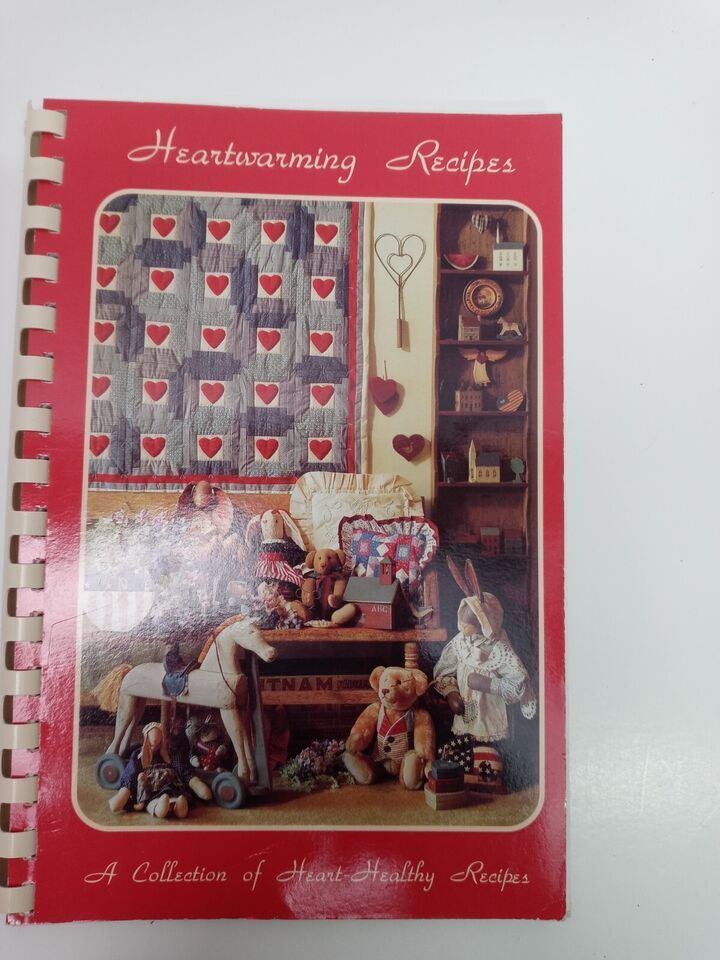 Heartwarming Recipes
ABC
TNAM
A Collection of Heart-Healthy Recipes